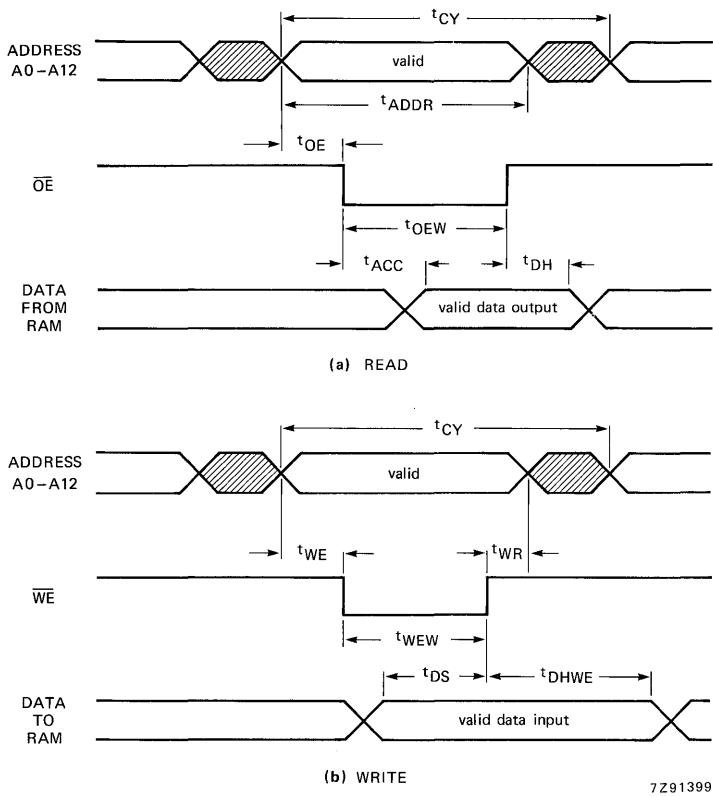 tCY
ADDRESS
A0-A12
valid
tADDR
tOE
OE
tOEW
tACC
tDH
DATA
FROM
RAM
valid data output
(a) READ
tCY
ADDRESS
A0-A12
valid
tWE
tWR
WE
tWEW
tDS
tDHWE
DATA
TO
RAM
valid data input
(b) WRITE
7Z91399